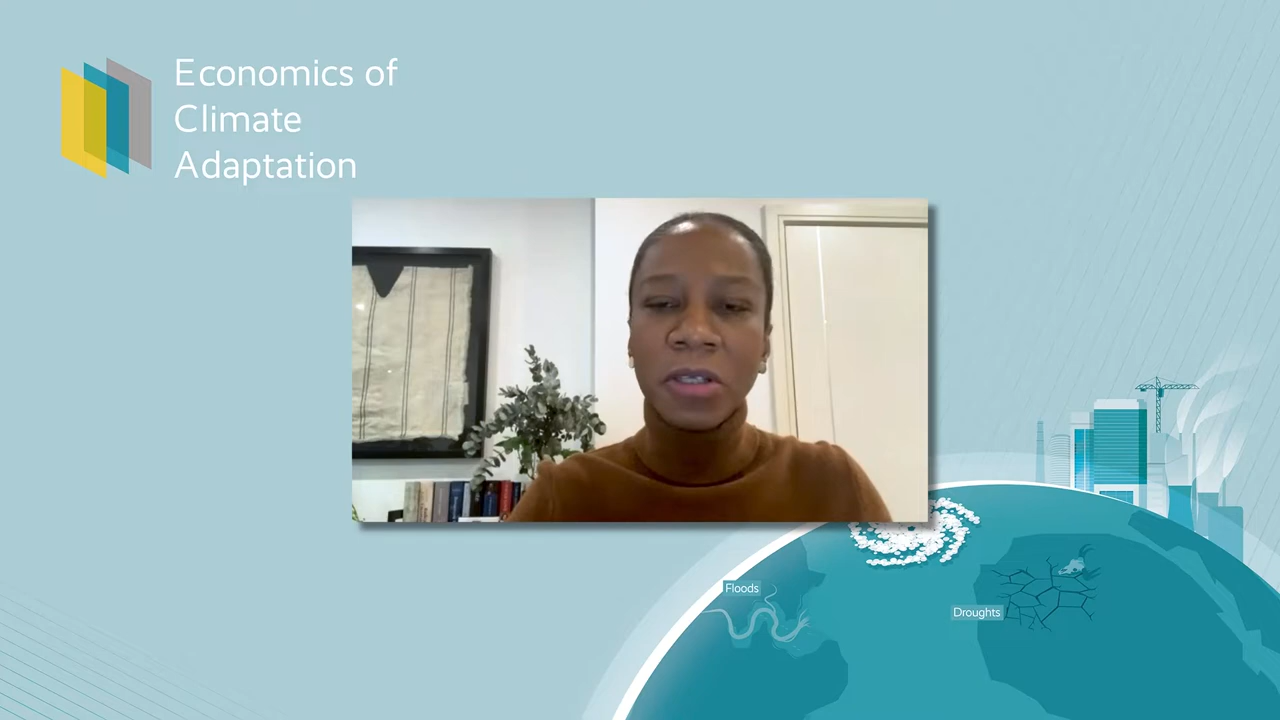 Economics of
Climate
Adaptation
Floods
Droughts